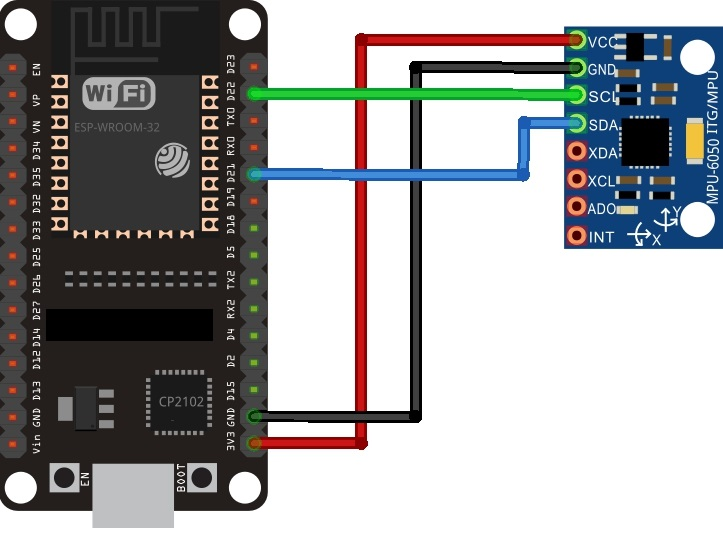 EN
VP
VN
D34
D35
D32
D33
D25
D26
D27
D14
D12
D13
GND
Vin
WiFi
ESP-WROOM-32
CP2102
EN
BOOT
D23
D22
TX0
RX0
D21
D19
D18
D5
TX2
RX2
D4
D2
D15
GND
3V3
VCC
GND
SCL
SDA
XDA
XCL
ADO
INT
MPU-6050 ITG/MPU
Y
X